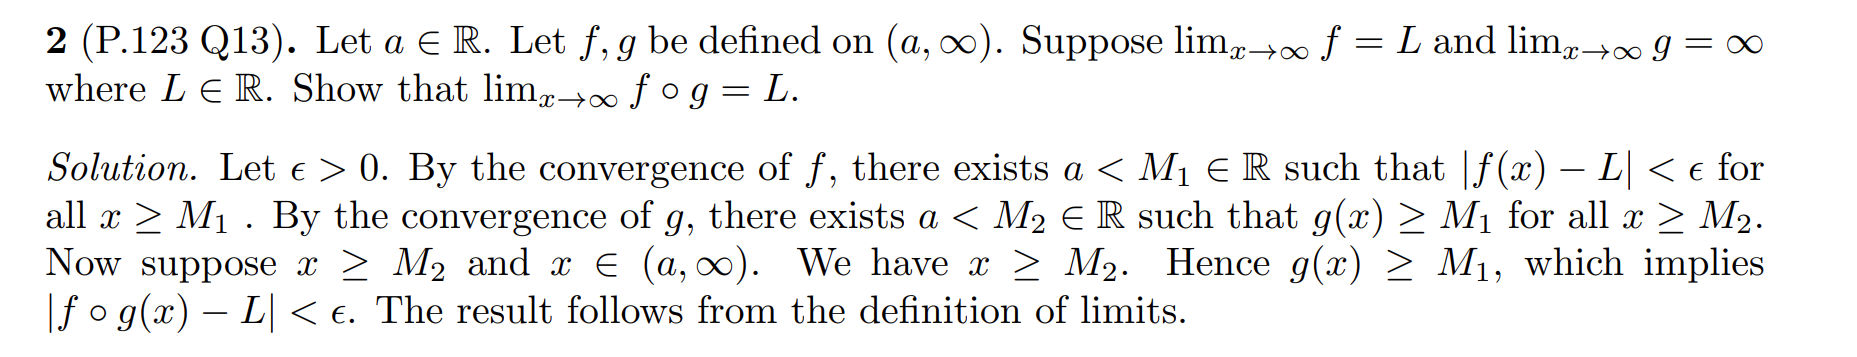 2 (P.123 Q13). Let a ∈ ℝ. Let f, g be defined on (a, ∞). Suppose limₓ→∞ f = L and limₓ→∞ g = ∞
where L ∈ ℝ. Show that limₓ→∞ f ∘ g = L.
Solution. Let ϵ > 0. By the convergence of f, there exists a < M₁ ∈ ℝ such that |f(x) − L| < ϵ for
all x ≥ M₁ . By the convergence of g, there exists a < M₂ ∈ ℝ such that g(x) ≥ M₁ for all x ≥ M₂.
Now suppose x ≥ M₂ and x ∈ (a, ∞). We have x ≥ M₂. Hence g(x) ≥ M₁, which implies
|f ∘ g(x) − L| < ϵ. The result follows from the definition of limits.